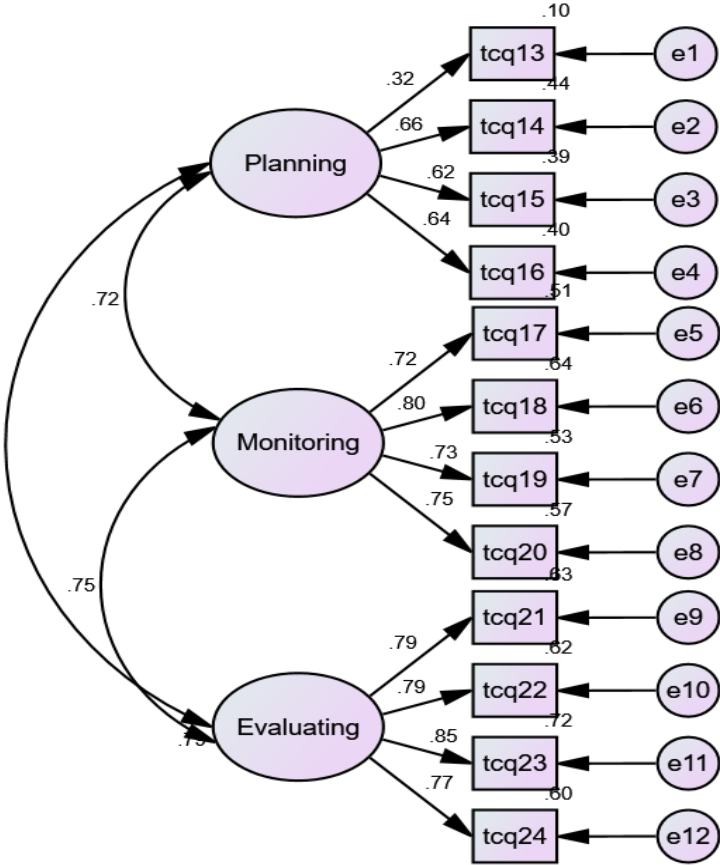 .10
.32
tcq13
e1
.44
.66
tcq14
e2
Planning
.39
.62
tcq15
e3
.64
.40
tcq16
e4
.51
.72
.72
tcq17
e5
.64
.80
tcq18
e6
Monitoring
.53
.73
tcq19
e7
.75
.57
tcq20
e8
.63
.75
.79
tcq21
e9
.62
.79
tcq22
e10
Evaluating
.72
.85
tcq23
e11
.77
.60
tcq24
e12